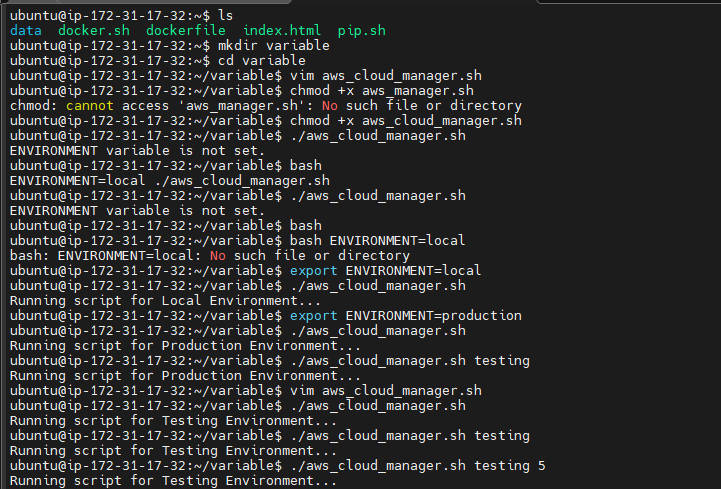 ubuntu@ip-172-31-17-32:~$ ls
data  docker.sh  dockerfile  index.html  pip.sh
ubuntu@ip-172-31-17-32:~$ mkdir variable
ubuntu@ip-172-31-17-32:~$ cd variable
ubuntu@ip-172-31-17-32:~/variable$ vim aws_cloud_manager.sh
ubuntu@ip-172-31-17-32:~/variable$ chmod +x aws_manager.sh
chmod: cannot access 'aws_manager.sh': No such file or directory
ubuntu@ip-172-31-17-32:~/variable$ chmod +x aws_cloud_manager.sh
ubuntu@ip-172-31-17-32:~/variable$ ./aws_cloud_manager.sh
ENVIRONMENT variable is not set.
ubuntu@ip-172-31-17-32:~/variable$ bash
ENVIRONMENT=local ./aws_cloud_manager.sh
ubuntu@ip-172-31-17-32:~/variable$ ./aws_cloud_manager.sh
ENVIRONMENT variable is not set.
ubuntu@ip-172-31-17-32:~/variable$ bash
ubuntu@ip-172-31-17-32:~/variable$ bash ENVIRONMENT=local
bash: ENVIRONMENT=local: No such file or directory
ubuntu@ip-172-31-17-32:~/variable$ export ENVIRONMENT=local
ubuntu@ip-172-31-17-32:~/variable$ ./aws_cloud_manager.sh
Running script for Local Environment...
ubuntu@ip-172-31-17-32:~/variable$ export ENVIRONMENT=production
ubuntu@ip-172-31-17-32:~/variable$ ./aws_cloud_manager.sh
Running script for Production Environment...
ubuntu@ip-172-31-17-32:~/variable$ ./aws_cloud_manager.sh testing
Running script for Production Environment...
ubuntu@ip-172-31-17-32:~/variable$ vim aws_cloud_manager.sh
ubuntu@ip-172-31-17-32:~/variable$ ./aws_cloud_manager.sh
Running script for Testing Environment...
ubuntu@ip-172-31-17-32:~/variable$ ./aws_cloud_manager.sh testing
Running script for Testing Environment...
ubuntu@ip-172-31-17-32:~/variable$ ./aws_cloud_manager.sh testing 5
Running script for Testing Environment...